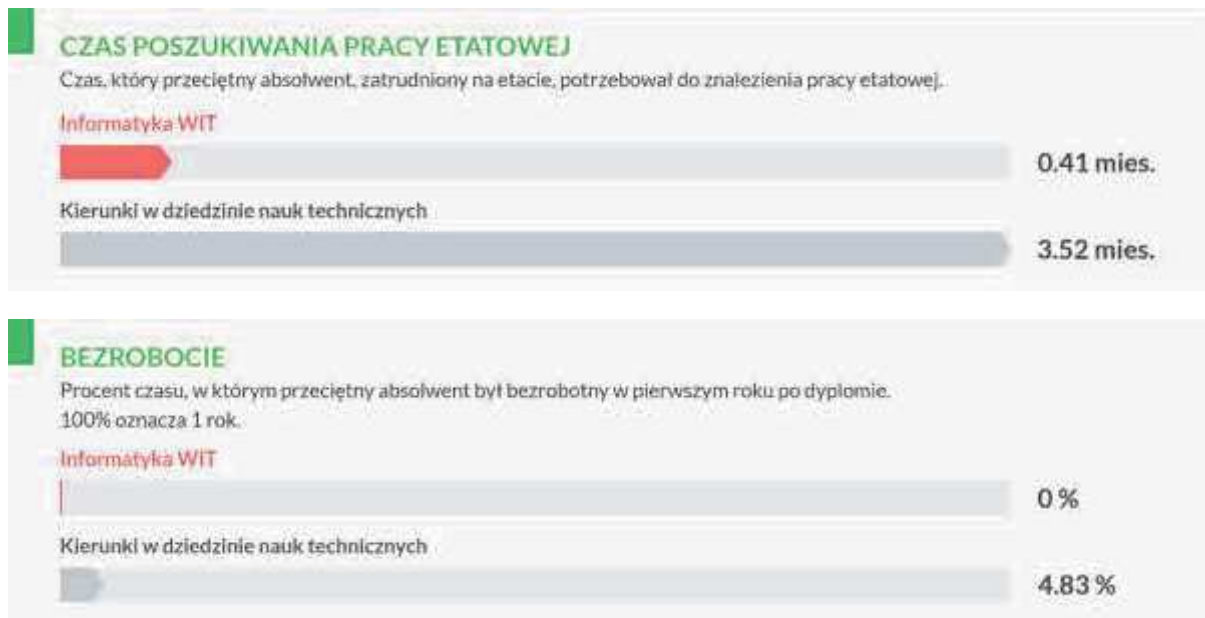 CZAS POSZUKIWANIA PRACY ETATOWEJ
Czas, który przeciętny absolwent, zatrudniony na etacie, potrzebował do znalezienia pracy etatowej.
Informatyka WIT
0.41 mies.
Kierunki w dziedzinie nauk technicznych
3.52 mies.
BEZROBOCIE
Procent czasu, w którym przeciętny absolwent był bezrobotny w pierwszym roku po dyplomie.
100% oznacza 1 rok.
Informatyka WIT
0 %
Kierunki w dziedzinie nauk technicznych
4.83 %